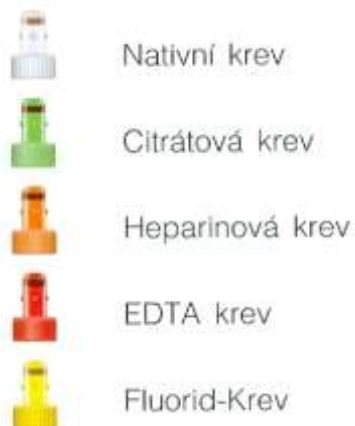 Nativní krev
Citrátová krev
Heparinová krev
EDTA krev
Fluorid-Krev